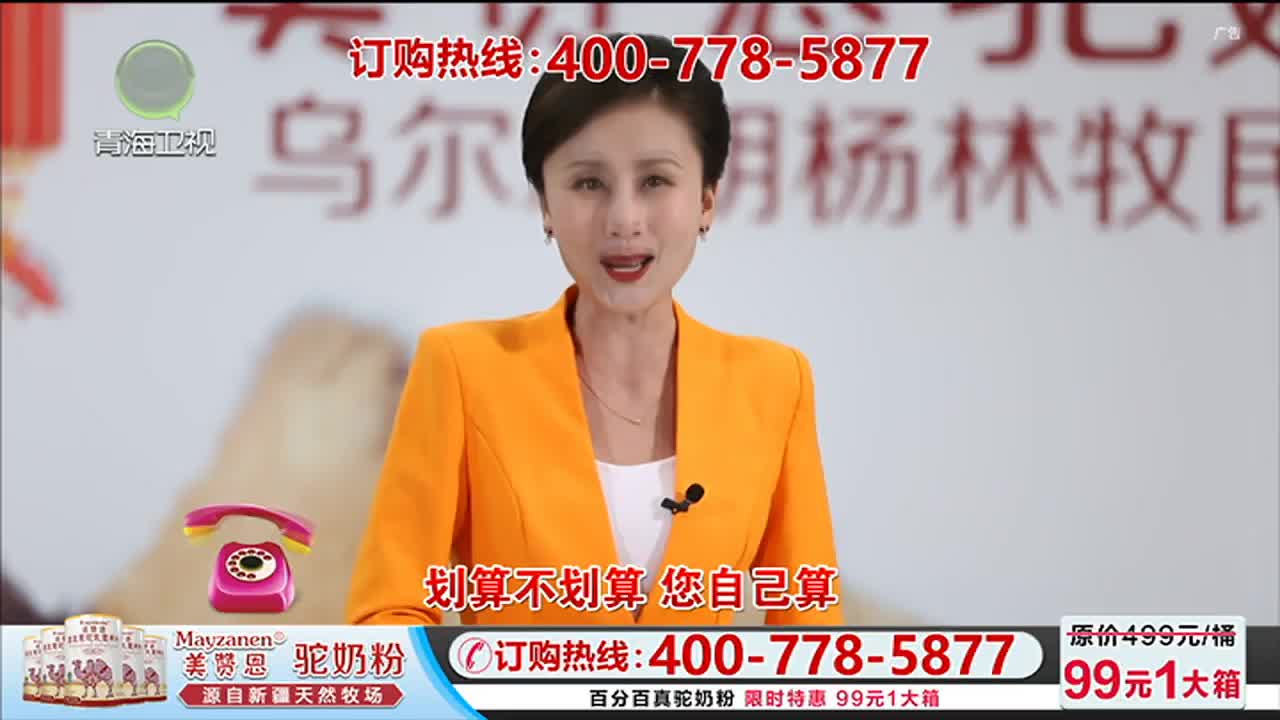 广告
订购热线:400-778-5877
青海卫视
胡杨林牧民
划算不划算 您自己算
Mayzanen®
美赞恩
驼奶粉
源自新疆天然牧场
订购热线:400-778-5877
百分百真驼奶粉 限时特惠 99元1大箱
原价499元/桶
99元1大箱